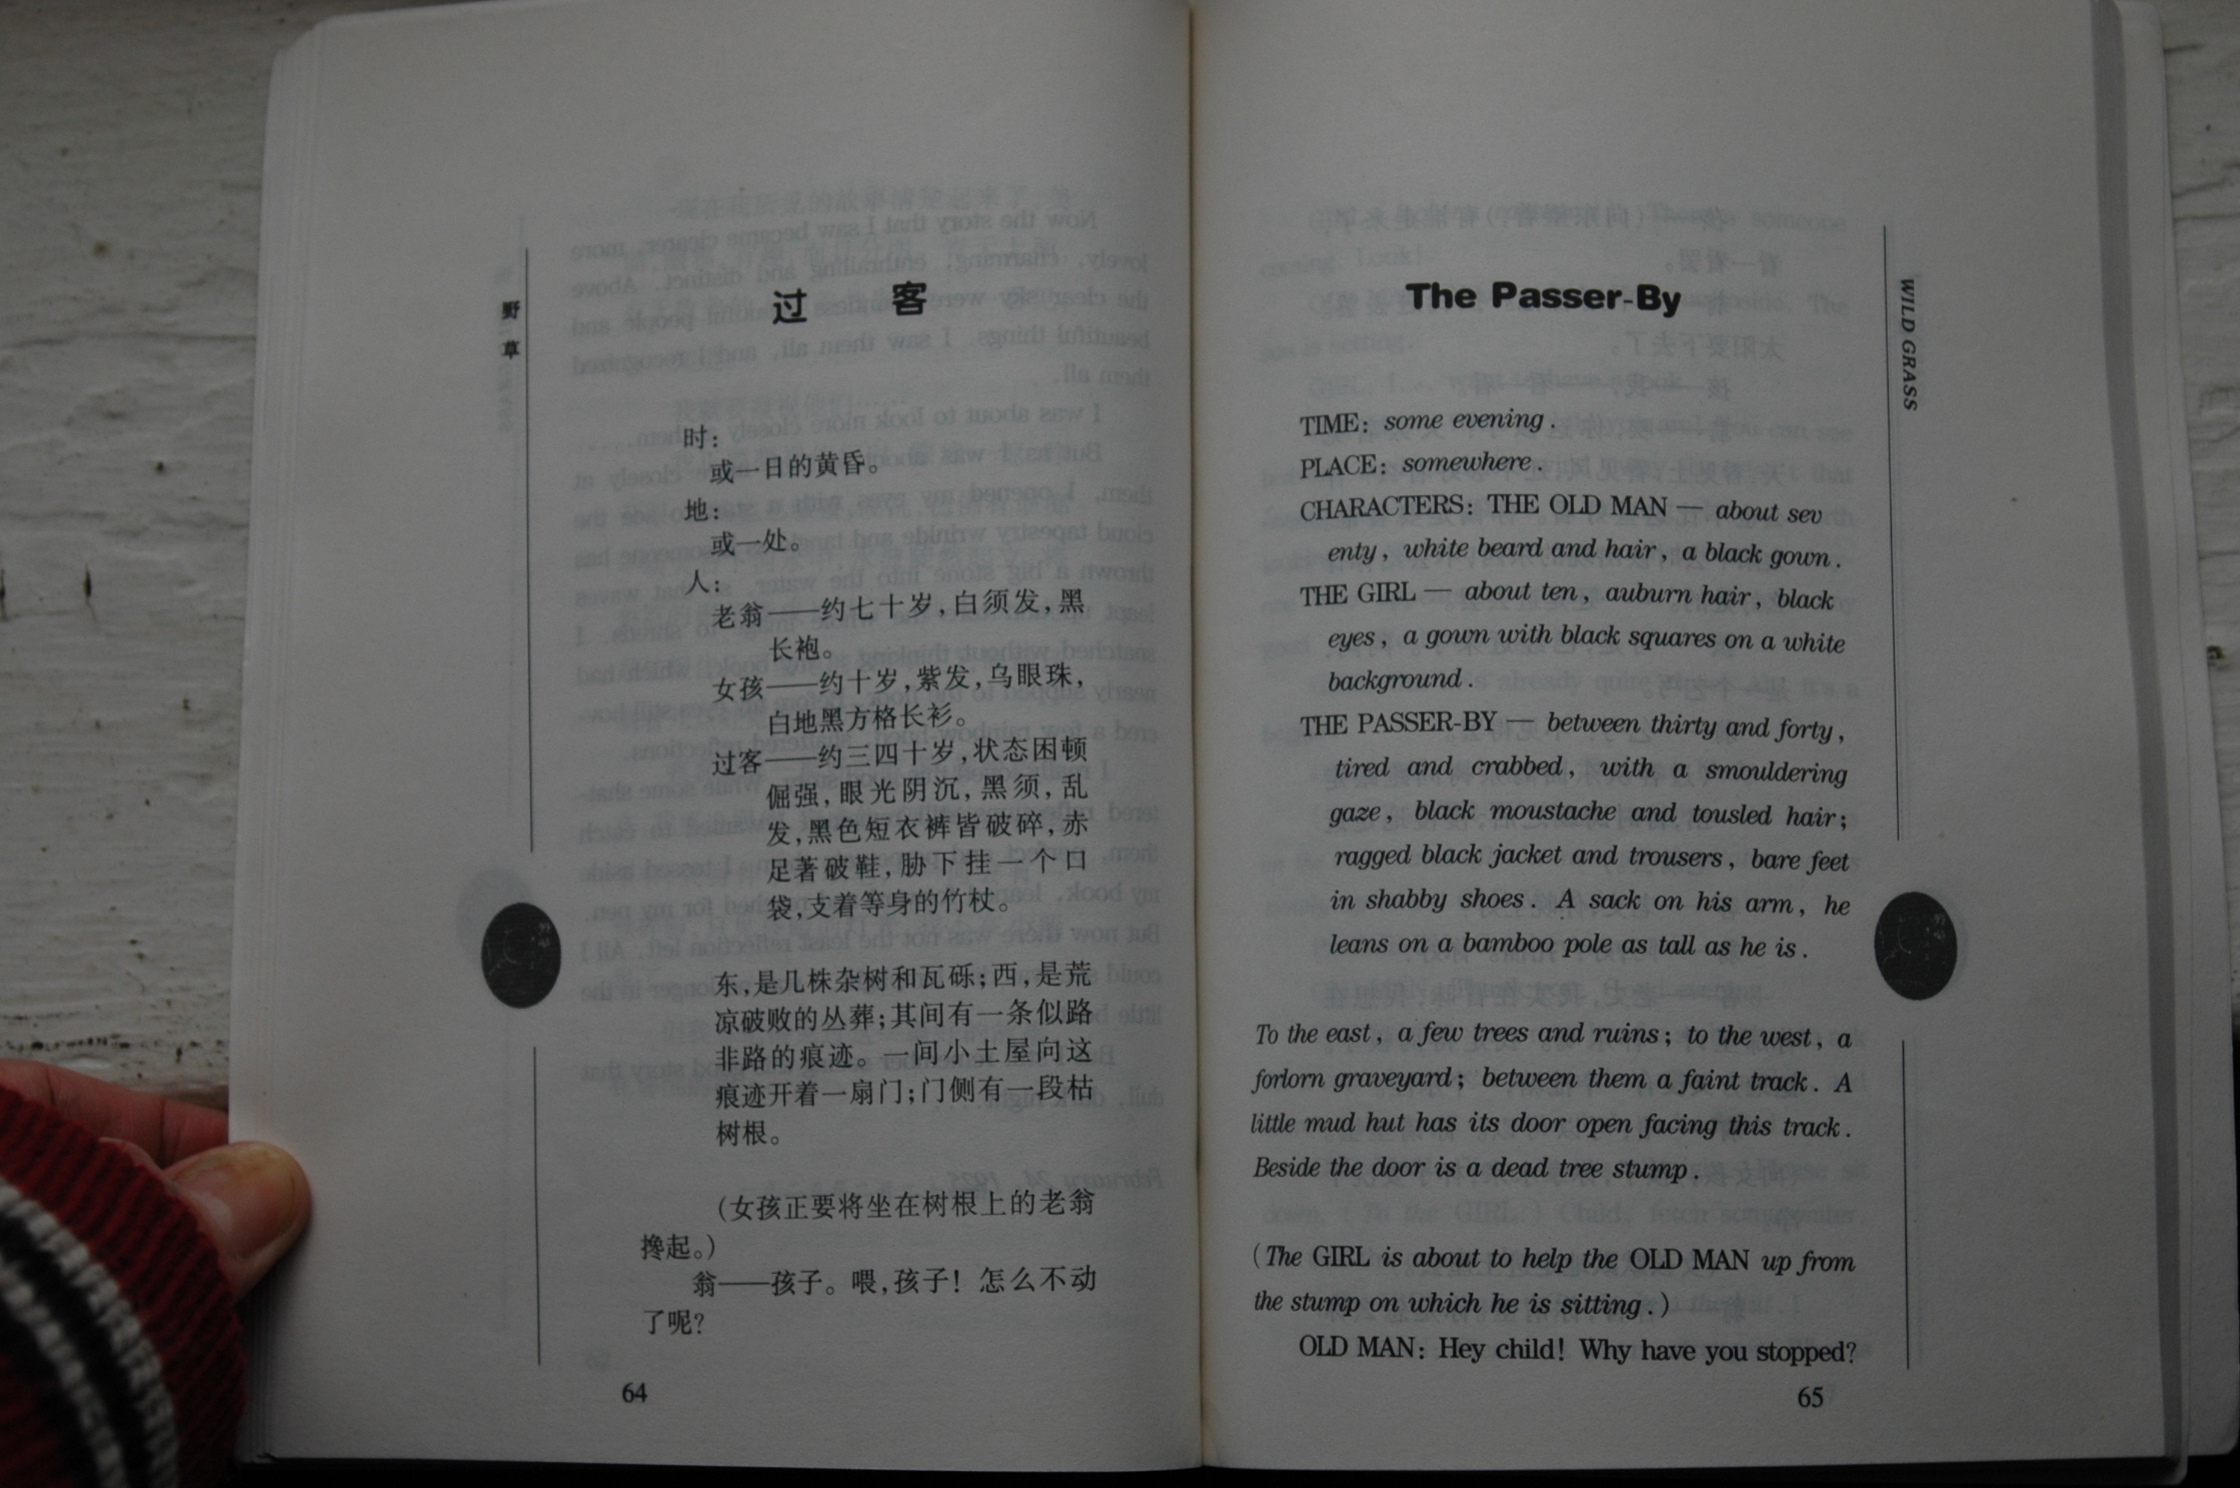 野草
过 客
时：
或一日的黄昏。
地：
或一处。
人：
老翁——约七十岁，白须发，黑
长袍。
女孩——约十岁，紫发，乌眼珠，
白地黑方格长衫。
过客——约三四十岁，状态困顿
倔强，眼光阴沉，黑须，乱
发，黑色短衣裤皆破碎，赤
足著破鞋，胁下挂一个口
袋，支着等身的竹杖。
东，是几株杂树和瓦砾；西，是荒
凉破败的丛葬；其间有一条似路
非路的痕迹。一间小土屋向这
痕迹开着一扇门；门侧有一段枯
树根。
（女孩正要将坐在树根上的老翁
搀起。）
翁——孩子。喂，孩子！怎么不动
了呢？
64
WILD GRASS
The Passer-By
TIME: some evening.
PLACE: somewhere.
CHARACTERS: THE OLD MAN — about sev
enty, white beard and hair, a black gown.
THE GIRL — about ten, auburn hair, black
eyes, a gown with black squares on a white
background.
THE PASSER-BY — between thirty and forty,
tired and crabbed, with a smouldering
gaze, black moustache and tousled hair;
ragged black jacket and trousers, bare feet
in shabby shoes. A sack on his arm, he
leans on a bamboo pole as tall as he is.
To the east, a few trees and ruins; to the west, a
forlorn graveyard; between them a faint track. A
little mud hut has its door open facing this track.
Beside the door is a dead tree stump.
(The GIRL is about to help the OLD MAN up from
the stump on which he is sitting.)
OLD MAN: Hey child! Why have you stopped?
65